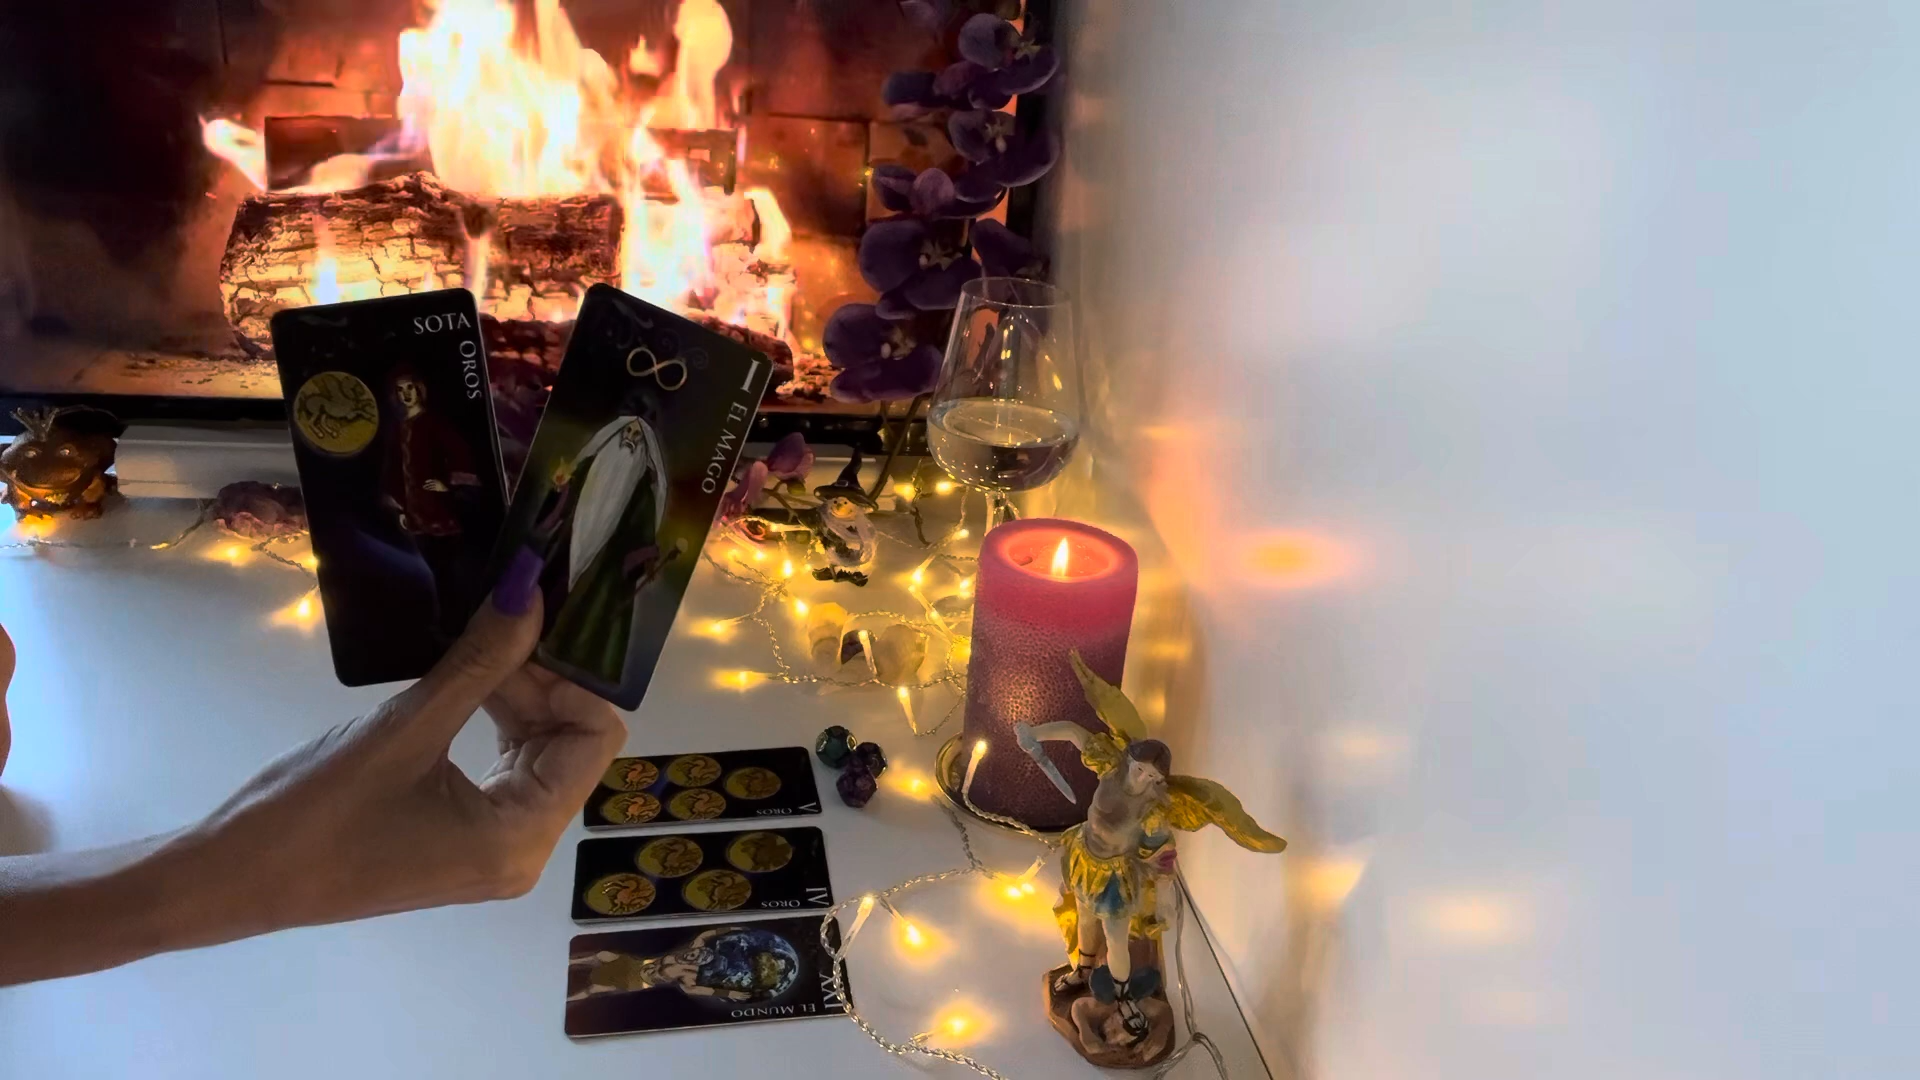 SOTA
OROS
I EL MAGO
V
OROS
IV
OROS
XXI
EL MUNDO